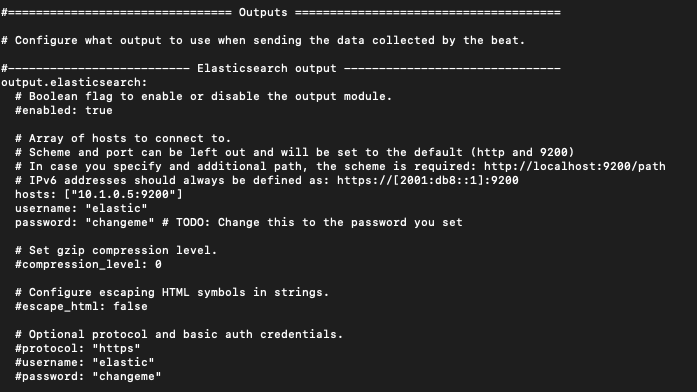 #================================ Outputs ======================================

# Configure what output to use when sending the data collected by the beat.

#-------------------------- Elasticsearch output -------------------------------
output.elasticsearch:
  # Boolean flag to enable or disable the output module.
  #enabled: true

  # Array of hosts to connect to.
  # Scheme and port can be left out and will be set to the default (http and 9200)
  # In case you specify and additional path, the scheme is required: http://localhost:9200/path
  # IPv6 addresses should always be defined as: https://[2001:db8::1]:9200
  hosts: ["10.1.0.5:9200"]
  username: "elastic"
  password: "changeme" # TODO: Change this to the password you set

  # Set gzip compression level.
  #compression_level: 0

  # Configure escaping HTML symbols in strings.
  #escape_html: false

  # Optional protocol and basic auth credentials.
  #protocol: "https"
  #username: "elastic"
  #password: "changeme"